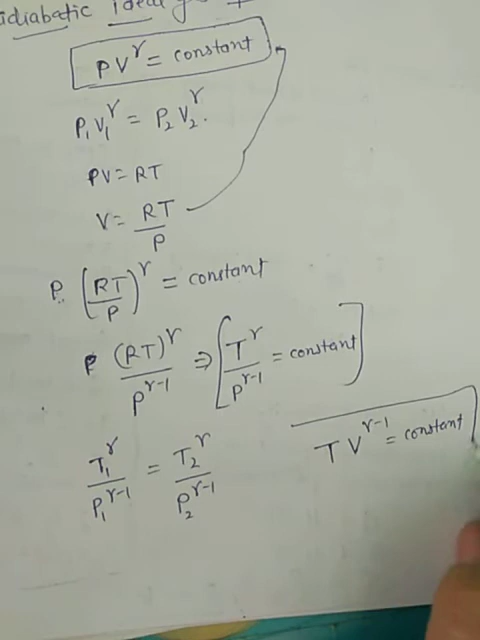 adiabatic ideal
PV^γ = constant
P₁V₁^γ = P₂V₂^γ.
PV = RT
V = RT/P
P (RT/P)^γ = constant
P (RT)^γ/P^γ-1 ⇒ [T^γ/P^γ-1 = constant]
T₁^γ/P₁^γ-1 = T₂^γ/P₂^γ-1
TV^γ-1 = constant